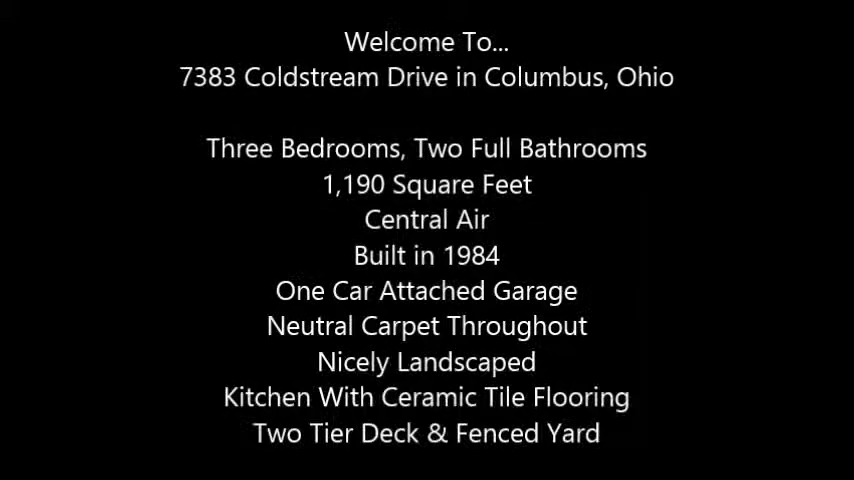 Welcome To...
7383 Coldstream Drive in Columbus, Ohio
Three Bedrooms, Two Full Bathrooms
1,190 Square Feet
Central Air
Built in 1984
One Car Attached Garage
Neutral Carpet Throughout
Nicely Landscaped
Kitchen With Ceramic Tile Flooring
Two Tier Deck & Fenced Yard